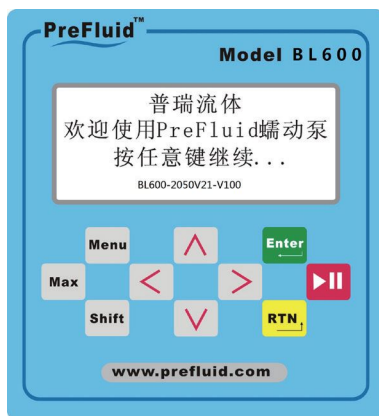 PreFluid™
Model BL600
普瑞流体
欢迎使用PreFluid蠕动泵
按任意键继续...
BL600-2050V21-V100
Menu
Enter
Max
Shift
RTN
www.prefluid.com